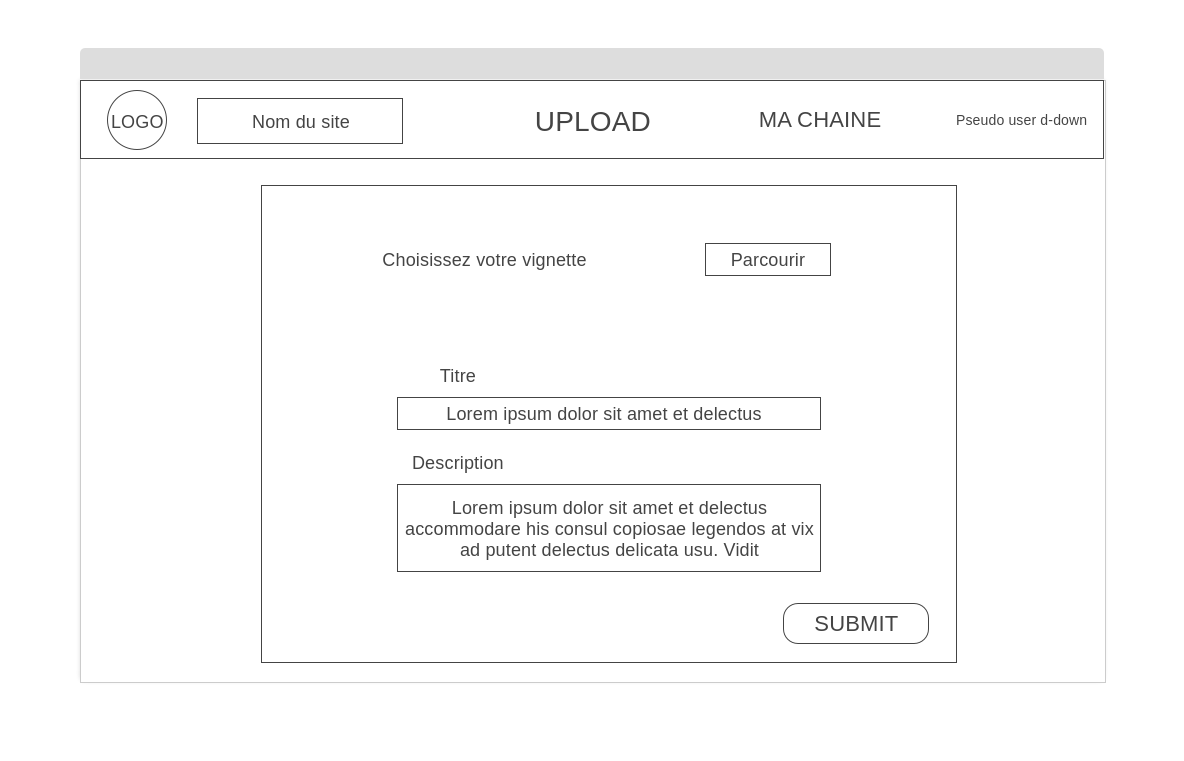 LOGO
Nom du site
UPLOAD
MA CHAINE
Pseudo user d-down
Choisissez votre vignette
Parcourir
Titre
Lorem ipsum dolor sit amet et delectus
Description
Lorem ipsum dolor sit amet et delectus
accommodare his consul copiosae legendos at vix
ad putent delectus delicata usu. Vidit
SUBMIT